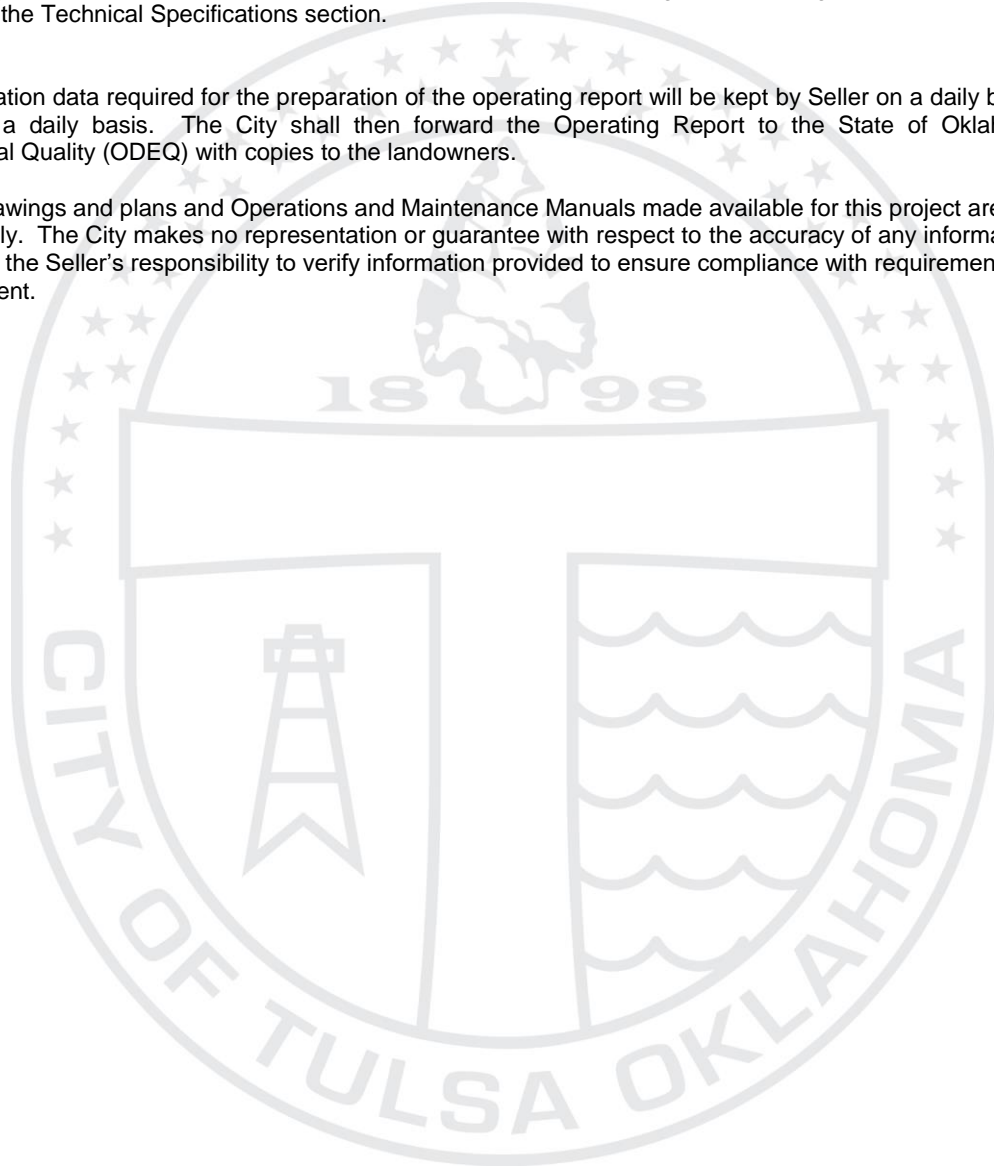 the Technical Specifications section.
ation data required for the preparation of the operating report will be kept by Seller on a daily b
a daily basis. The City shall then forward the Operating Report to the State of Oklah
al Quality (ODEQ) with copies to the landowners.
awings and plans and Operations and Maintenance Manuals made available for this project are
ly. The City makes no representation or guarantee with respect to the accuracy of any informa
the Seller's responsibility to verify information provided to ensure compliance with requiremen
ent.
18 98
CITY OF TULSA OKLAHOMA